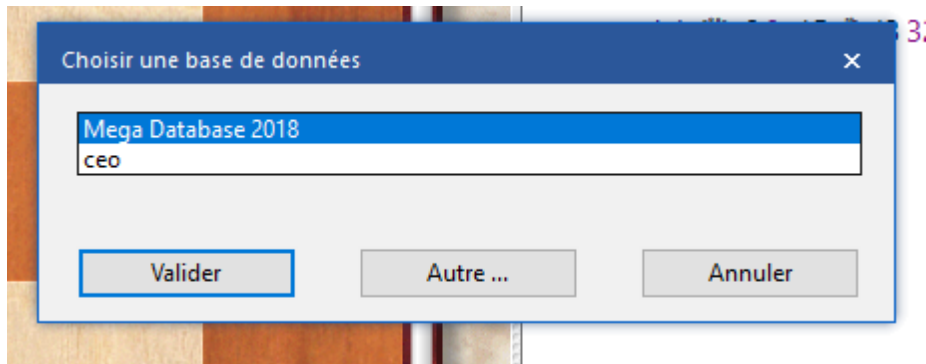 Choisir une base de données
Mega Database 2018
ceo
Valider
Autre ...
Annuler